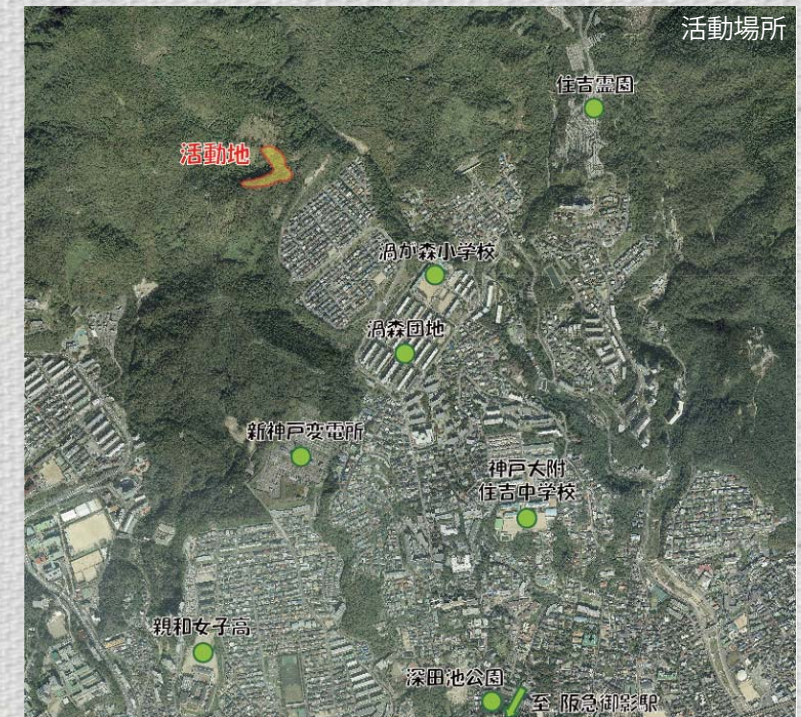 活動場所
住吉霊園
活動地
渦が森小学校
渦森団地
新神戸変電所
神戸大附
住吉中学校
親和女子高
深田池公園
至 阪急御影駅